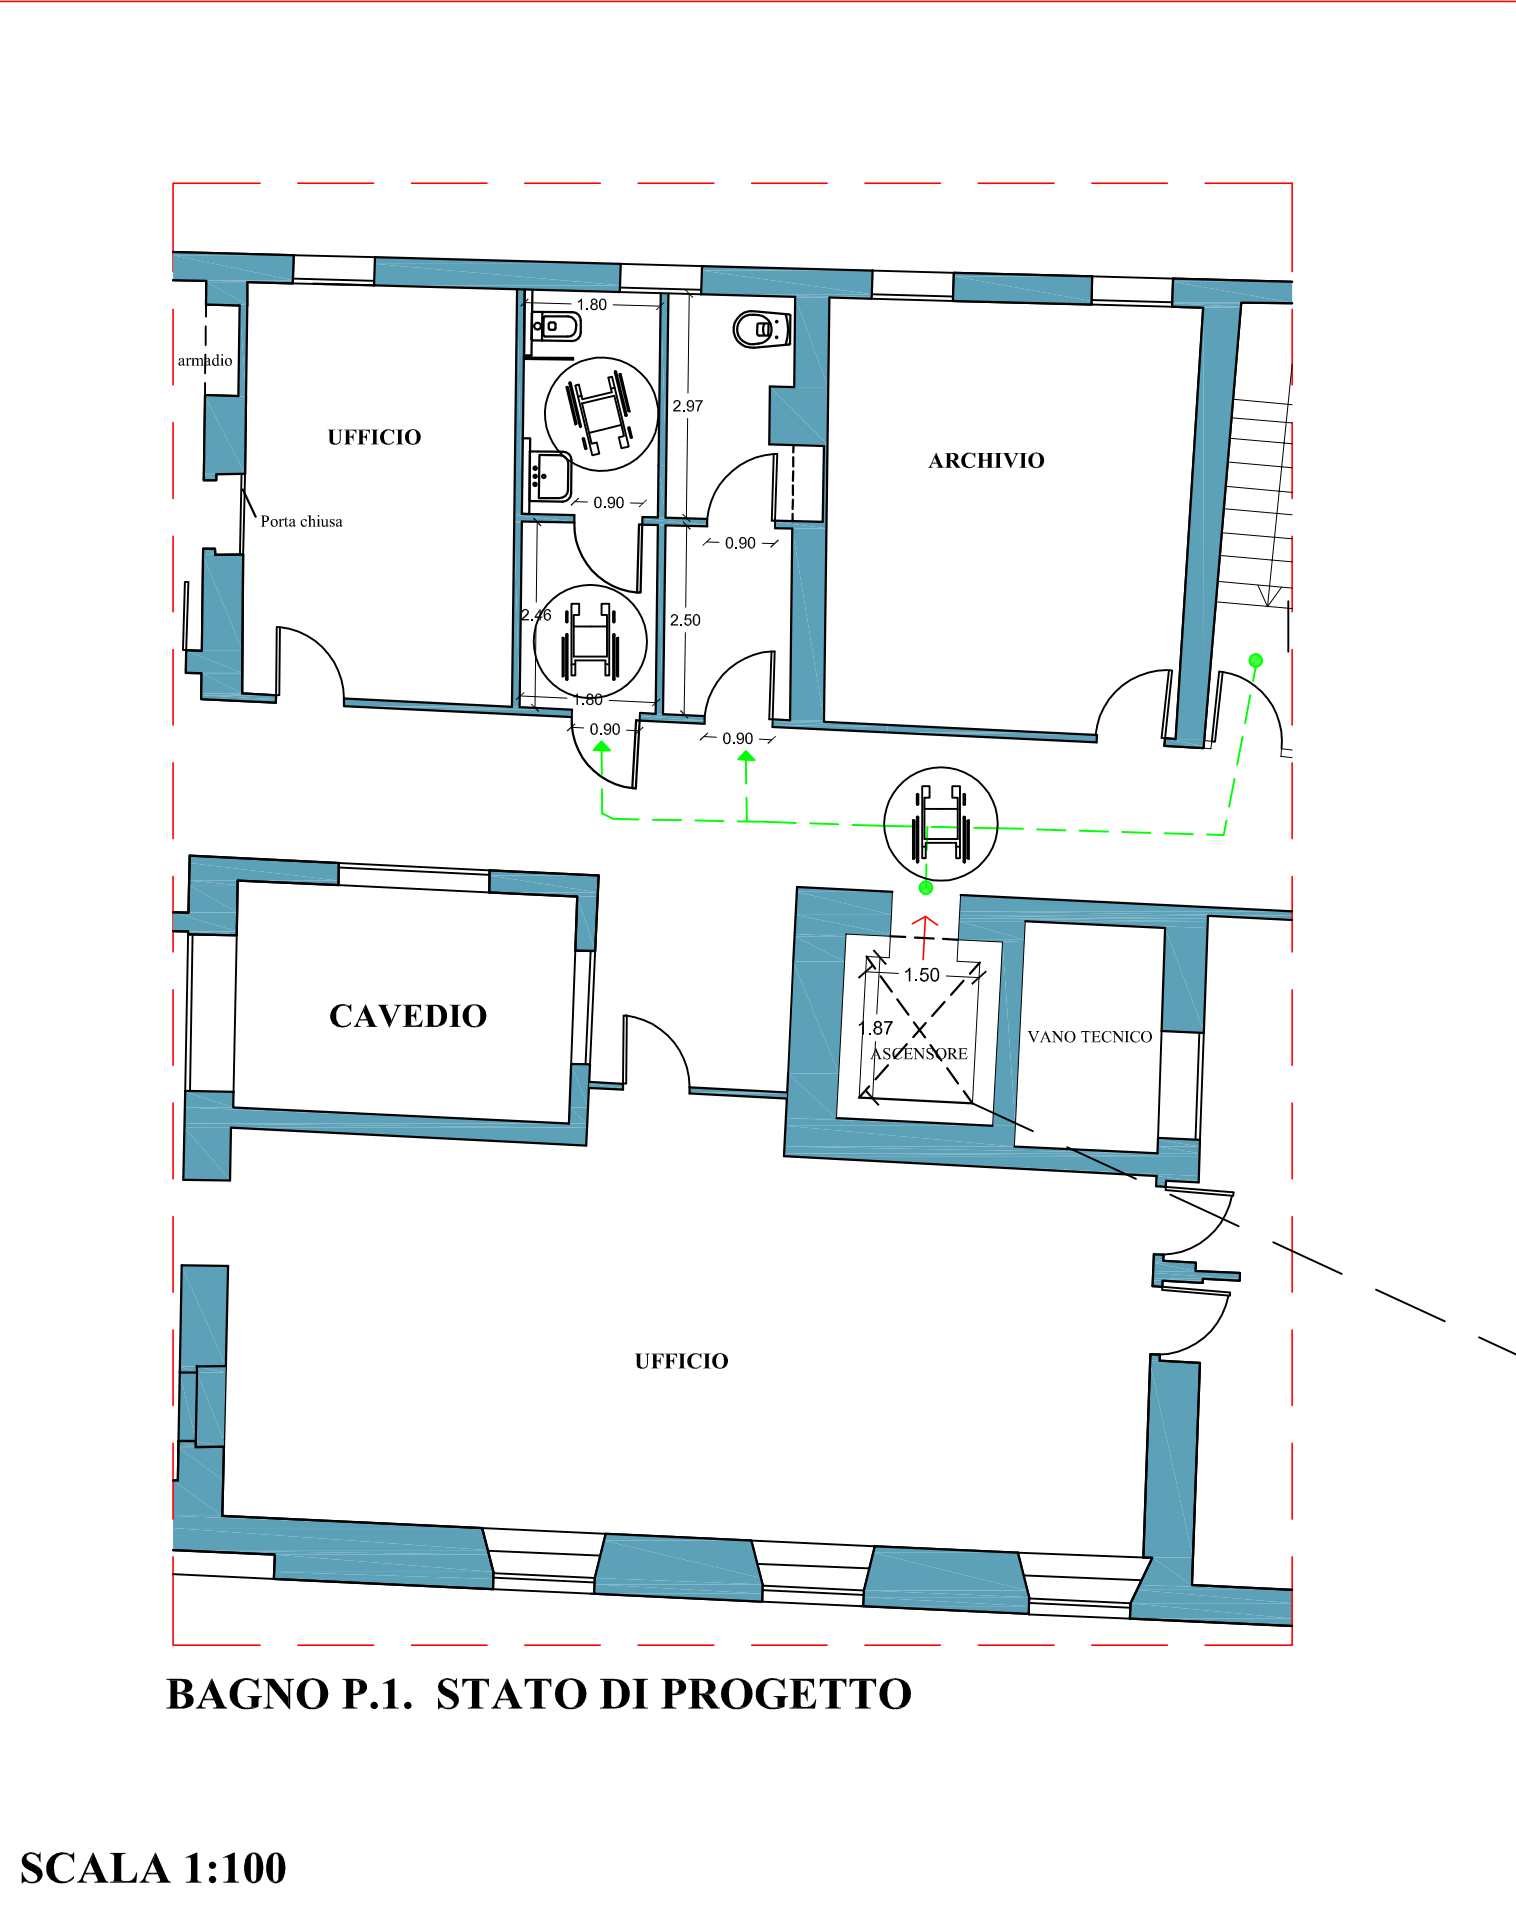 1.80
armadio
2.97
UFFICIO
ARCHIVIO
0.90
Porta chiusa
0.90
2.46
2.50
1.80
0.90
0.90
1.50
CAVEDIO
1.87
VANO TECNICO
ASCENSORE
UFFICIO
BAGNO P.1. STATO DI PROGETTO
SCALA 1:100